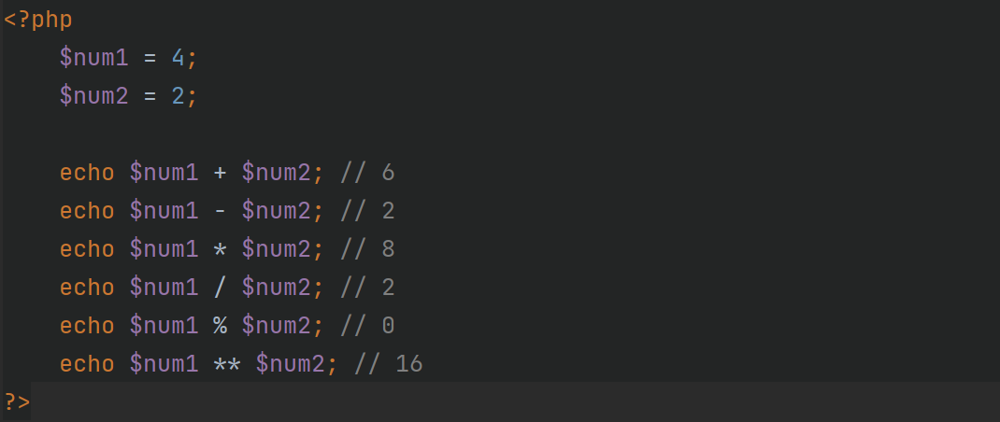 <?php
    $num1 = 4;
    $num2 = 2;

    echo $num1 + $num2; // 6
    echo $num1 - $num2; // 2
    echo $num1 * $num2; // 8
    echo $num1 / $num2; // 2
    echo $num1 % $num2; // 0
    echo $num1 ** $num2; // 16
?>